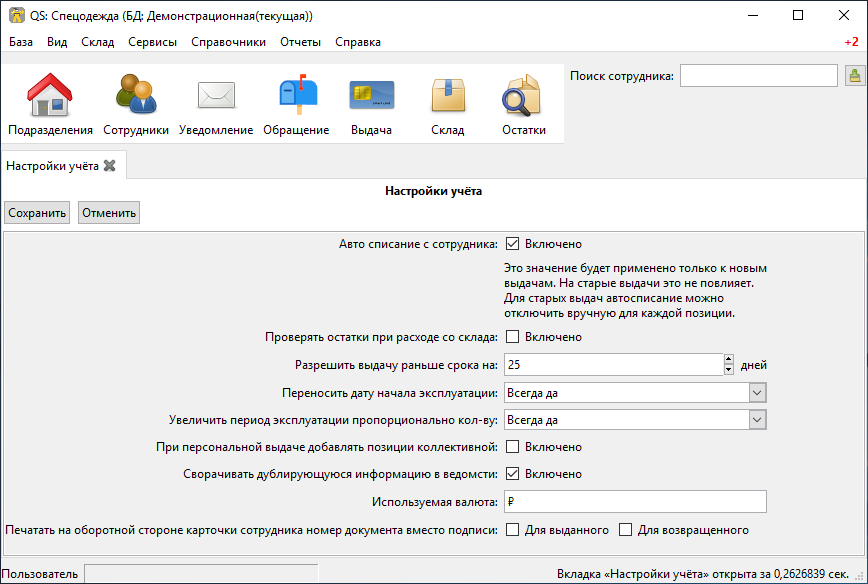 QS: Спецодежда (БД: Демонстрационная(текущая))
База Вид Склад Сервисы Справочники Отчеты Справка +2
Подразделения Сотрудники Уведомление Обращение Выдача Склад Остатки
Поиск сотрудника:
Настройки учёта
Настройки учёта
Сохранить Отменить
Авто списание с сотрудника: Включено
Это значение будет применено только к новым
выдачам. На старые выдачи это не повлияет.
Для старых выдач автосписание можно
отключить вручную для каждой позиции.
Проверять остатки при расходе со склада: Включено
Разрешить выдачу раньше срока на: 25 дней
Переносить дату начала эксплуатации: Всегда да
Увеличить период эксплуатации пропорционально кол-ву: Всегда да
При персональной выдаче добавлять позиции коллективной: Включено
Сворачивать дублирующуюся информацию в ведомсти: Включено
Используемая валюта: ₽
Печатать на оборотной стороне карточки сотрудника номер документа вместо подписи: Для выданного Для возвращенного
Пользователь Вкладка «Настройки учёта» открыта за 0,2626839 сек.